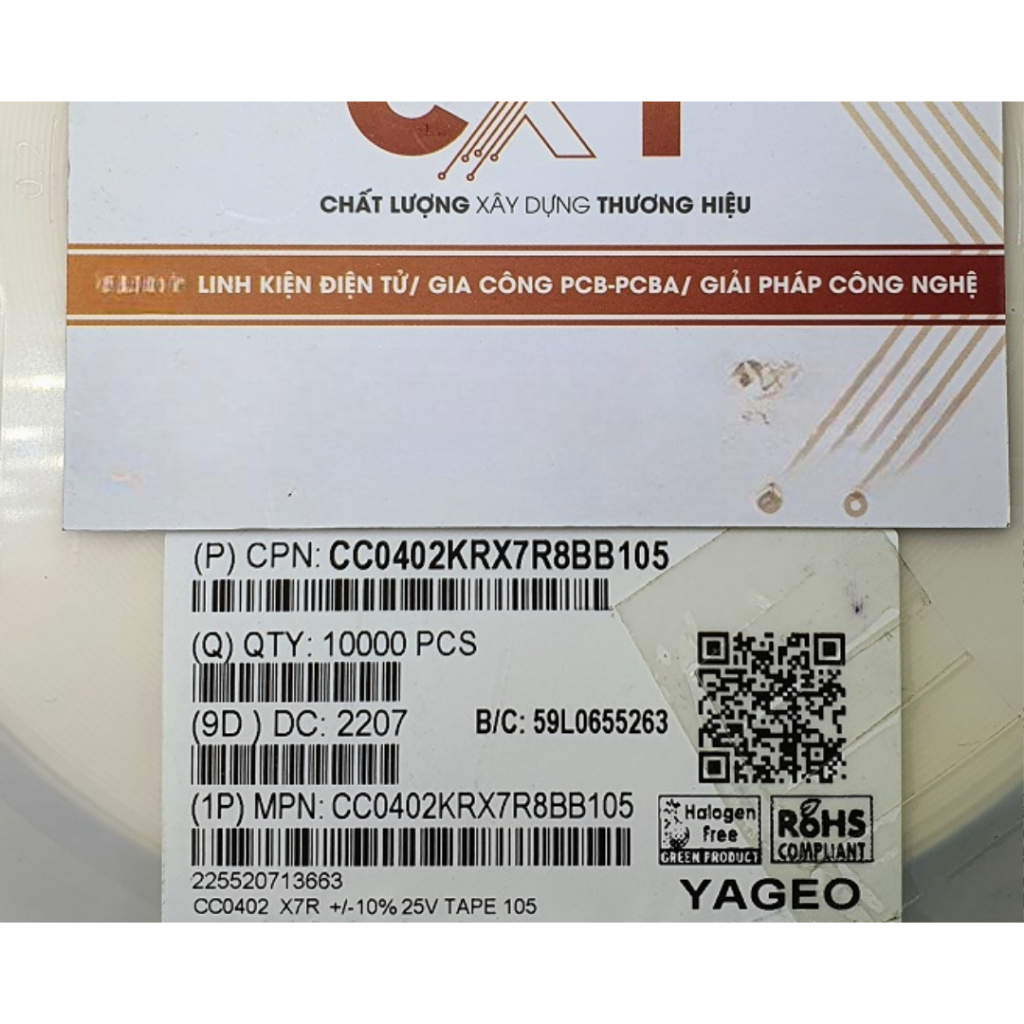 CXT
CHẤT LƯỢNG XÂY DỰNG THƯƠNG HIỆU
LINH KIỆN ĐIỆN TỬ/ GIA CÔNG PCB-PCBA/ GIẢI PHÁP CÔNG NGHỆ
(P) CPN: CC0402KRX7R8BB105
(Q) QTY: 10000 PCS
(9D ) DC: 2207 B/C: 59L0655263
(1P) MPN: CC0402KRX7R8BB105
Halogen
Free
GREEN PRODUCT
RoHS
COMPLIANT
225520713663
YAGEO
CC0402 X7R +/-10% 25V TAPE 105